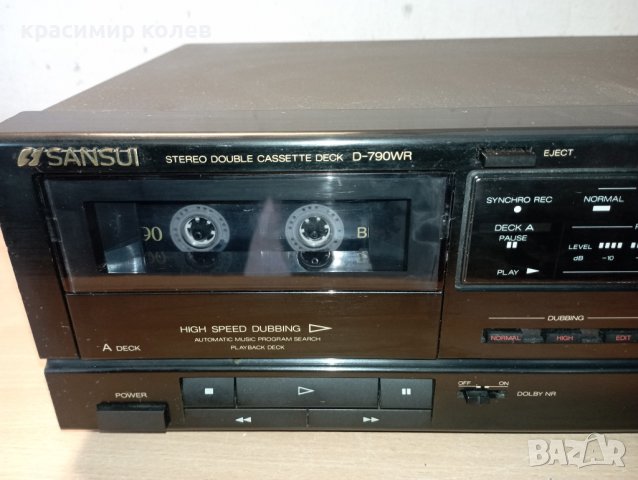 красимир колев
SANSUI STEREO DOUBLE CASSETTE DECK D-790WR
EJECT
SYNCHRO REC NORMAL
DECK A
PAUSE
PLAY
LEVEL
dB -10
90 B
DUBBING
NORMAL HIGH EDIT
HIGH SPEED DUBBING
AUTOMATIC MUSIC PROGRAM SEARCH
PLAYBACK DECK
A DECK
POWER
OFF ON
DOLBY NR
BAZAR